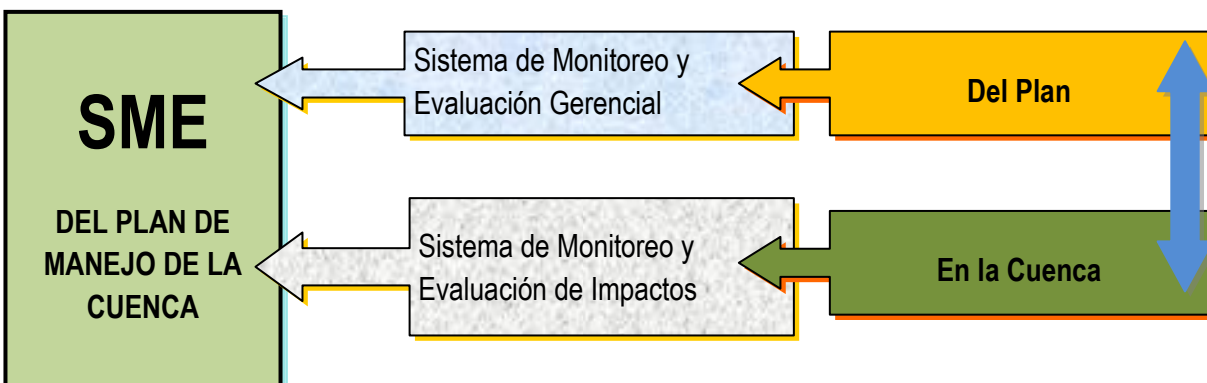 SME
DEL PLAN DE
MANEJO DE LA
CUENCA
Sistema de Monitoreo y
Evaluación Gerencial
Del Plan
Sistema de Monitoreo y
Evaluación de Impactos
En la Cuenca